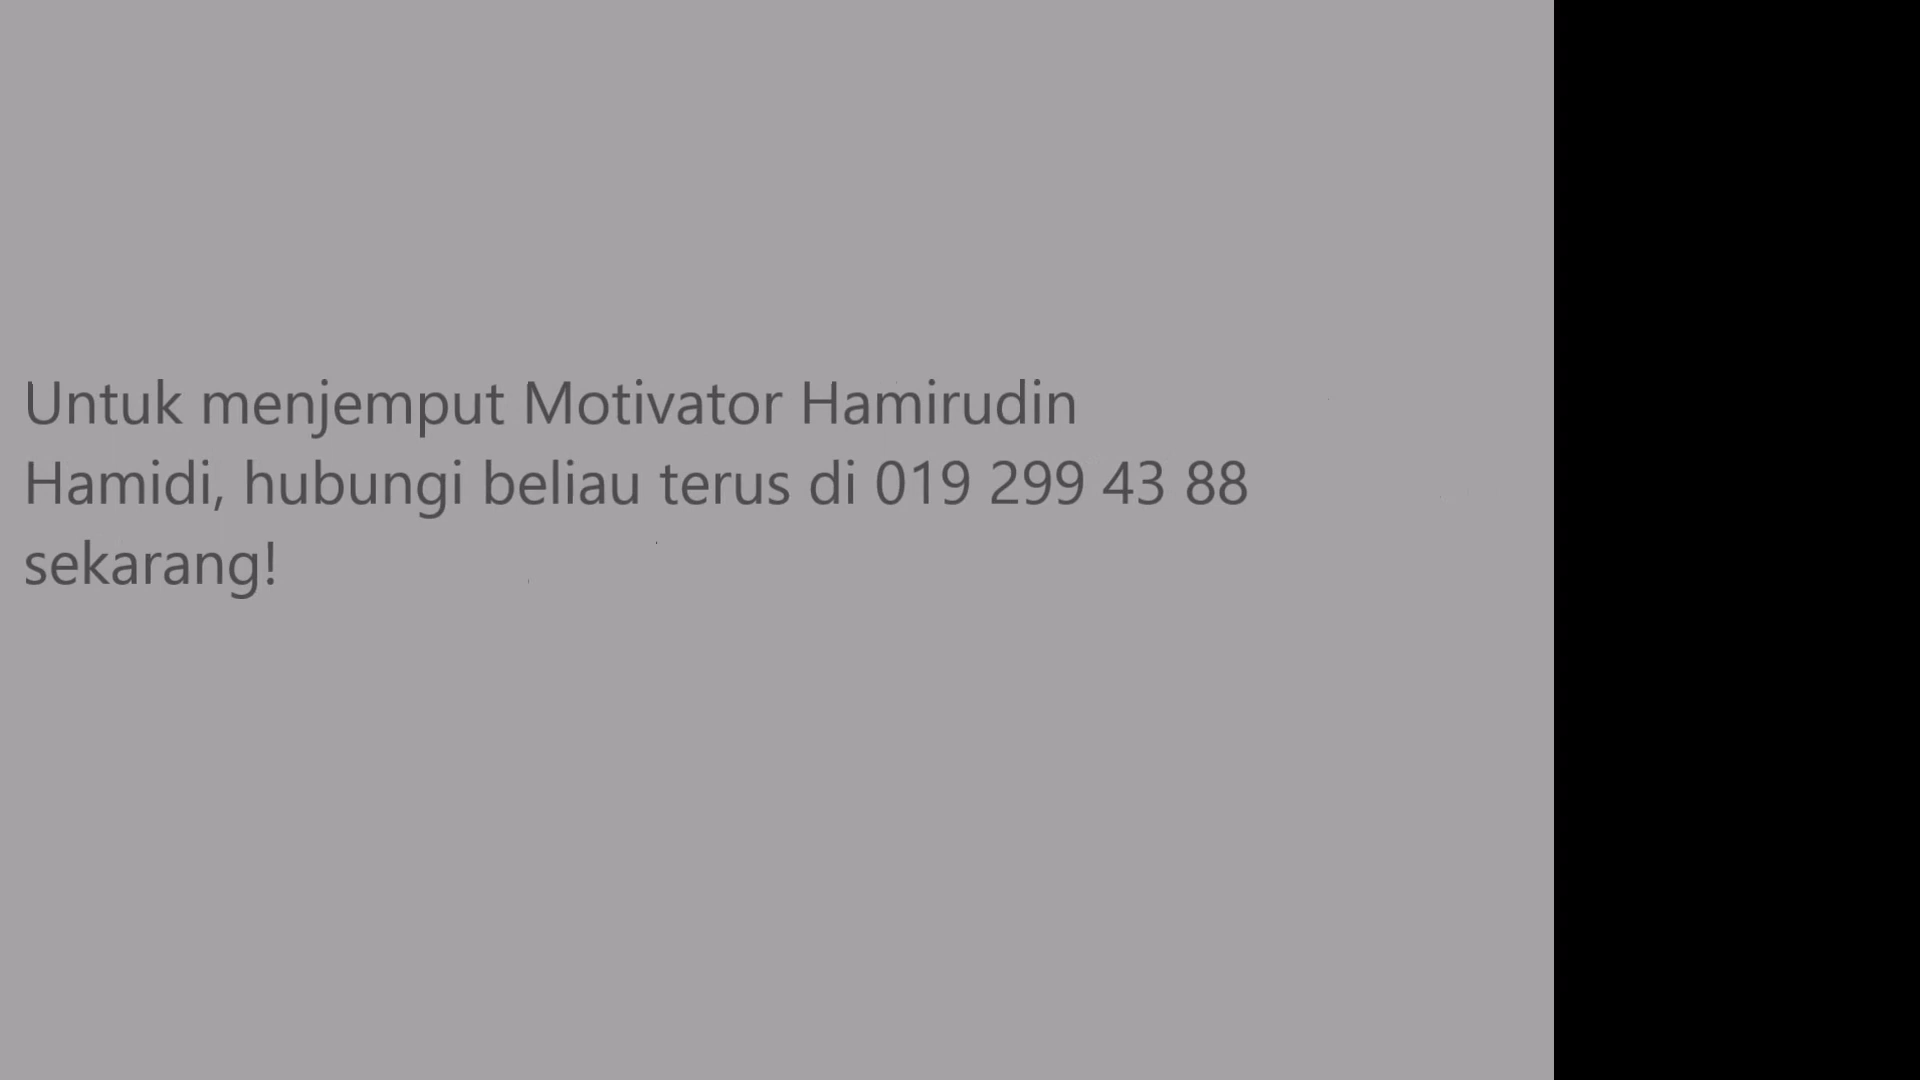 Untuk menjemput Motivator Hamirudin
Hamidi, hubungi beliau terus di 019 299 43 88
sekarang!